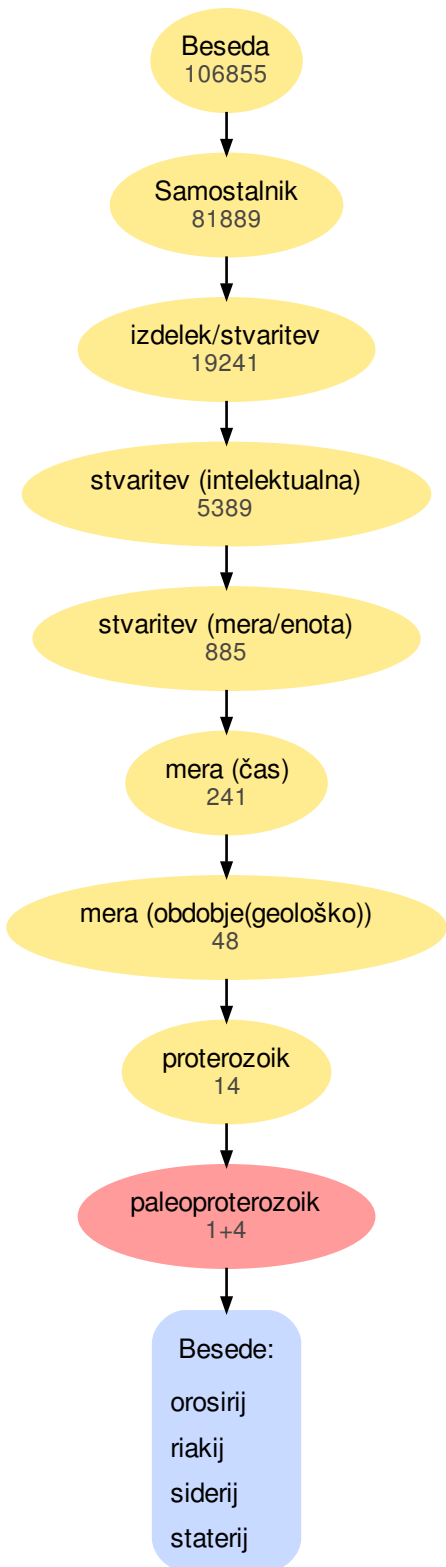 Beseda
106855
Samostalnik
81889
izdelek/stvaritev
19241
stvaritev (intelektualna)
5389
stvaritev (mera/enota)
885
mera (čas)
241
mera (obdobje(geološko))
48
proterozoik
14
paleoproterozoik
1+4
Besede:
orosirij
riakij
siderij
staterij